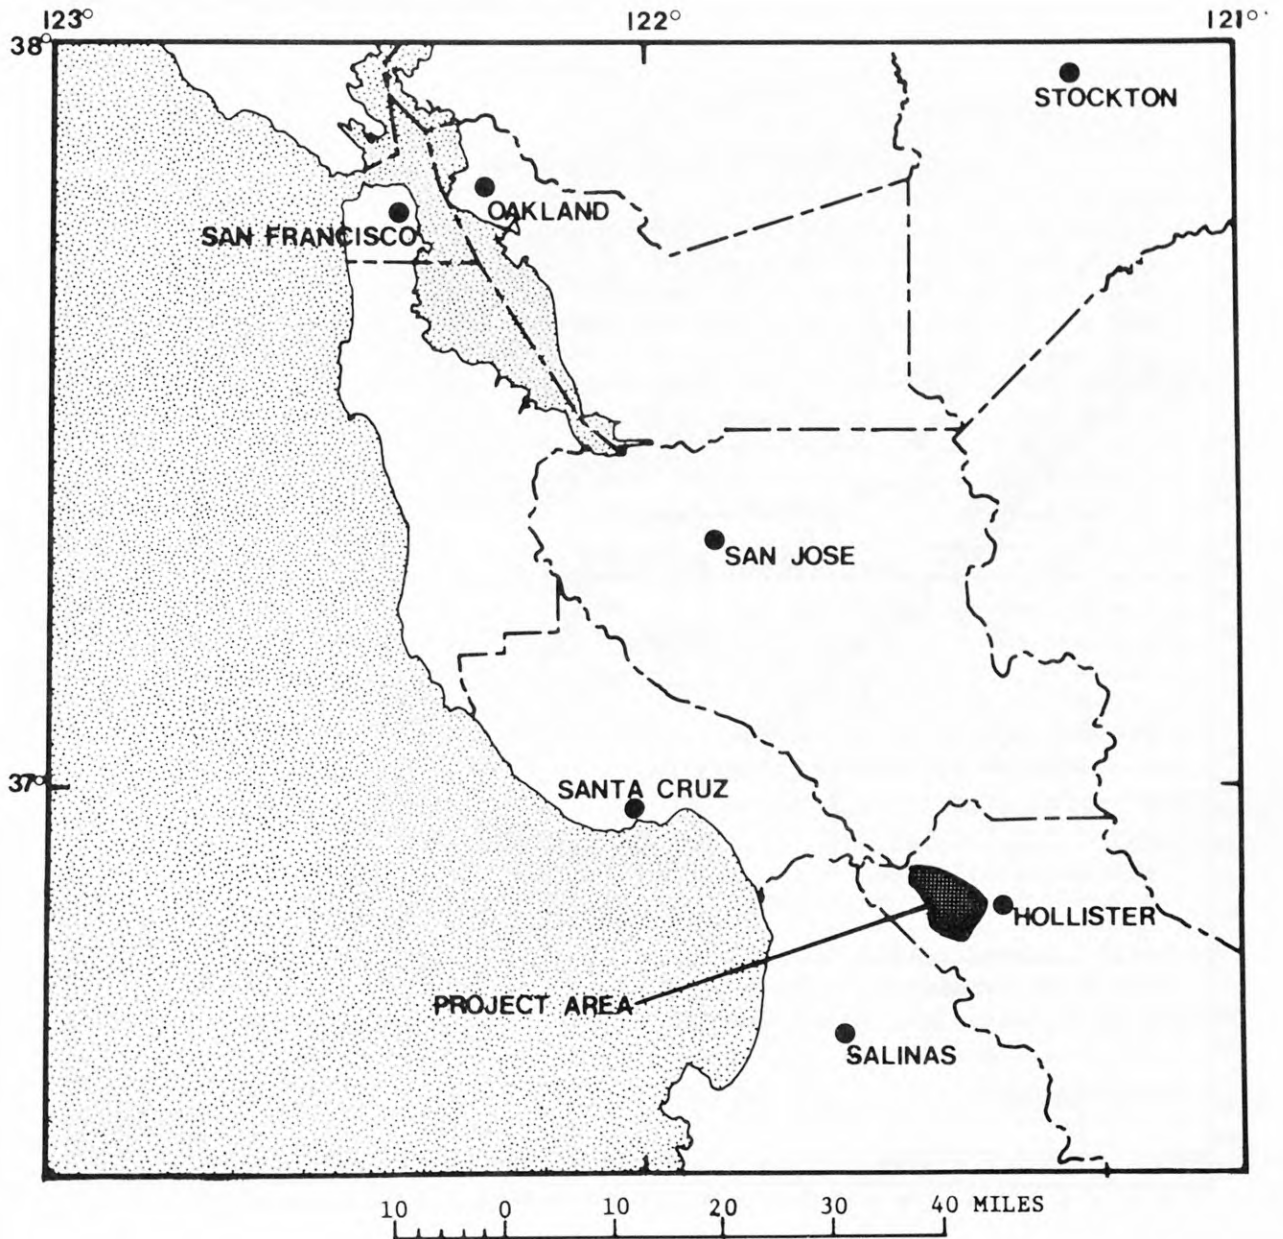 123° 122° 121°
38°
STOCKTON
OAKLAND
SAN FRANCISCO
SAN JOSE
37°
SANTA CRUZ
HOLLISTER
PROJECT AREA
SALINAS
10 0 10 20 30 40 MILES